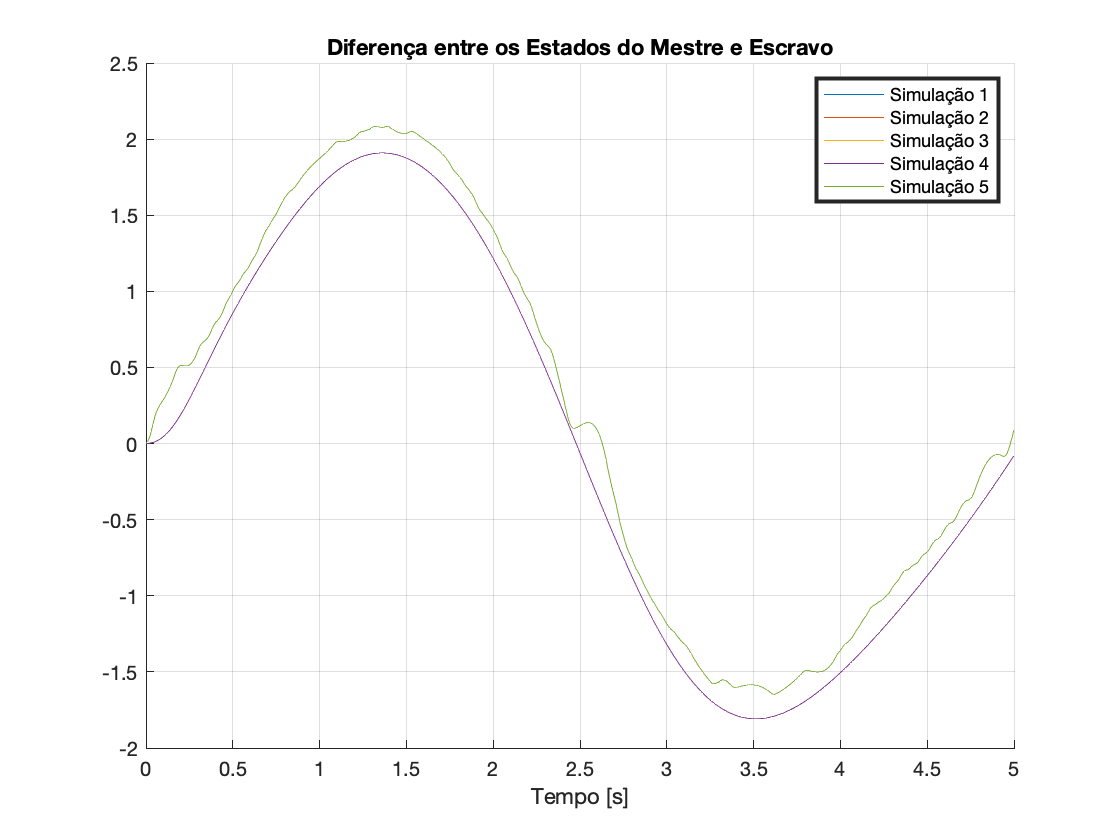 Diferença entre os Estados do Mestre e Escravo
2.5
2
1.5
1
0.5
0
-0.5
-1
-1.5
-2
Simulação 1
Simulação 2
Simulação 3
Simulação 4
Simulação 5
0 0.5 1 1.5 2 2.5 3 3.5 4 4.5 5
Tempo [s]